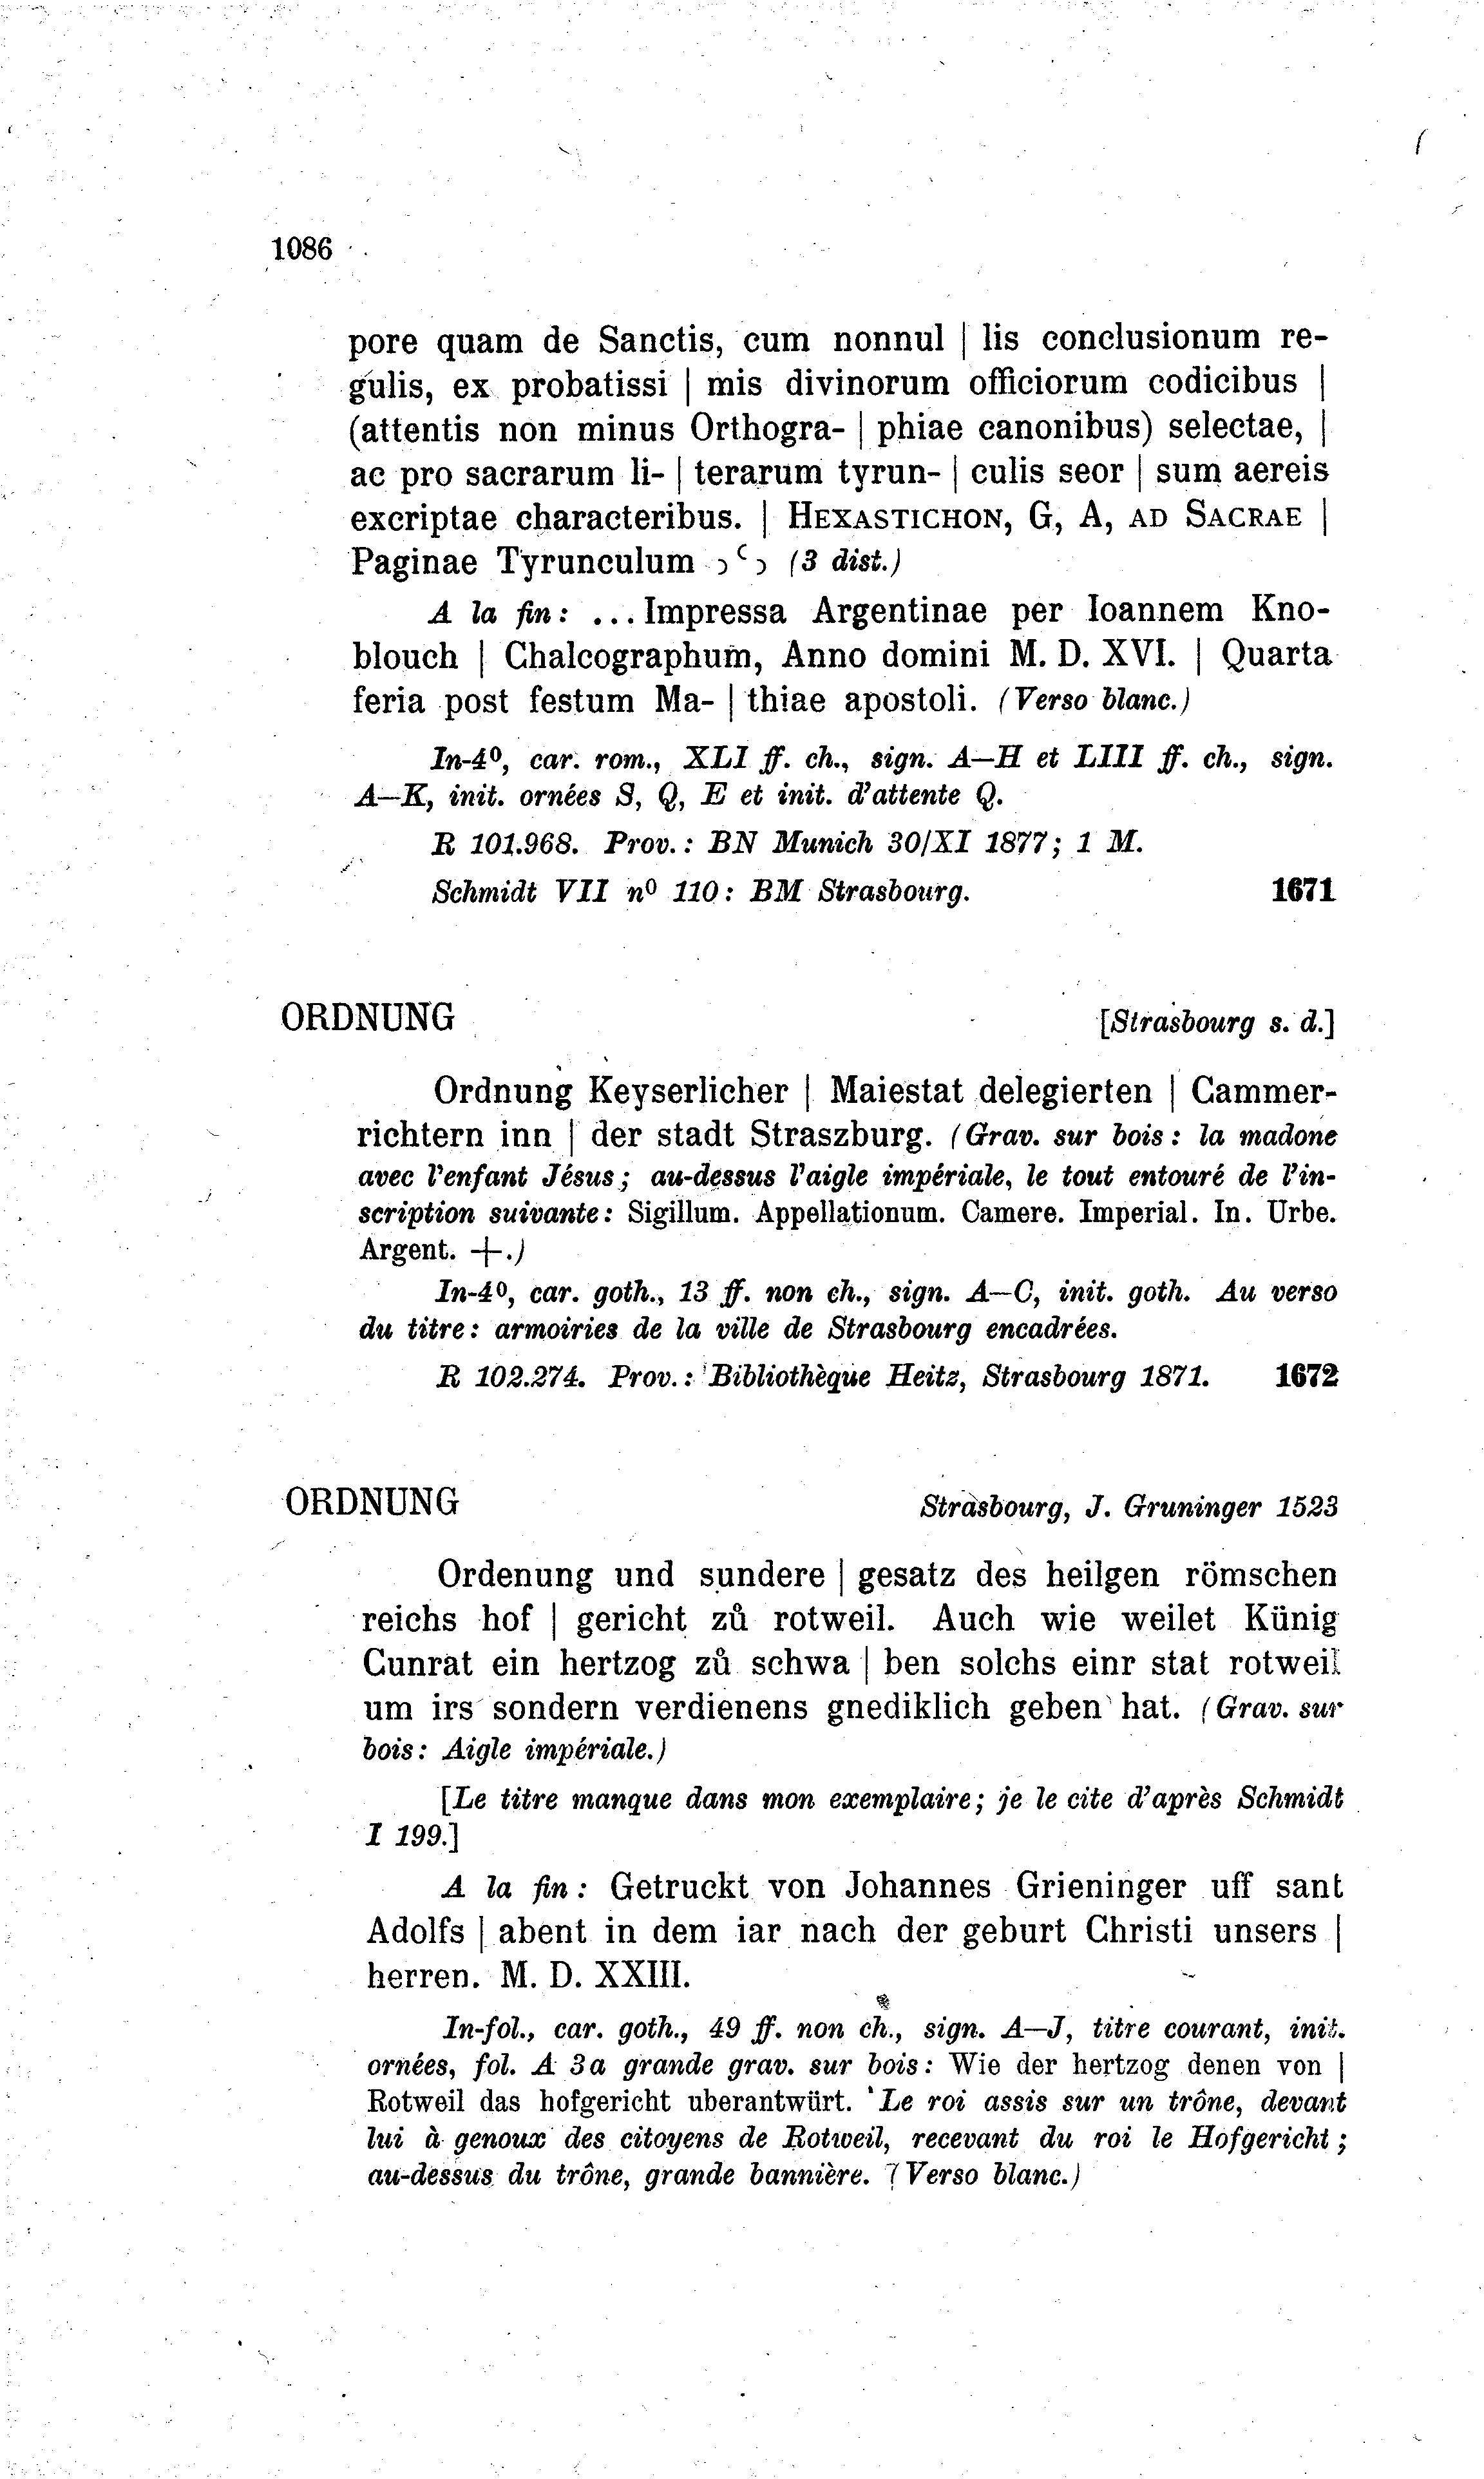 1086
pore quam de Sanctis, cum nonnul | lis conclusionum re-
gulis, ex probatissi | mis divinorum officiorum codicibus |
(attentis non minus Orthogra- | phiae canonibus) selectae, |
ac pro sacrarum li- | terarum tyrun- | culis seor | sum aereis
excriptae characteribus. | HEXASTICHON, G, A, AD SACRAE |
Paginae Tyrunculum (3 dist.)
A la fin: ... Impressa Argentinae per Ioannem Kno-
blouch | Chalcographum, Anno domini M. D. XVI. | Quarta
feria post festum Ma- | thiae apostoli. (Verso blanc.)
In-4º, car. rom., XLI ff. ch., sign. A—H et LIII ff. ch., sign.
A—K, init. ornées S, Q, E et init. d'attente Q.
R 101.968. Prov.: BN Munich 30/XI 1877; 1 M.
Schmidt VII nº 110: BM Strasbourg. 1671
ORDNUNG [Strasbourg s. d.]
Ordnung Keyserlicher | Maiestat delegierten | Cammer-
richtern inn | der stadt Straszburg. (Grav. sur bois: la madone
avec l'enfant Jésus; au-dessus l'aigle impériale, le tout entouré de l'in-
scription suivante: Sigillum. Appellationum. Camere. Imperial. In. Urbe.
Argent. +.)
In-4º, car. goth., 13 ff. non ch., sign. A—C, init. goth. Au verso
du titre: armoiries de la ville de Strasbourg encadrées.
R 102.274. Prov.: Bibliothèque Heitz, Strasbourg 1871. 1672
ORDNUNG Strasbourg, J. Gruninger 1523
Ordenung und sundere | gesatz des heilgen römschen
reichs hof | gericht zů rotweil. Auch wie weilet Künig
Cunrat ein hertzog zů schwa | ben solchs einr stat rotweil
um irs sondern verdienens gnediklich geben hat. (Grav. sur
bois: Aigle impériale.)
[Le titre manque dans mon exemplaire; je le cite d'après Schmidt
I 199.]
A la fin: Getruckt von Johannes Grieninger uff sant
Adolfs | abent in dem iar nach der geburt Christi unsers |
herren. M. D. XXIII.
In-fol., car. goth., 49 ff. non ch., sign. A—J, titre courant, init.
ornées, fol. A 3a grande grav. sur bois: Wie der hertzog denen von |
Rotweil das hofgericht uberantwürt. Le roi assis sur un trône, devant
lui à genoux des citoyens de Rotweil, recevant du roi le Hofgericht;
au-dessus du trône, grande bannière. (Verso blanc.)